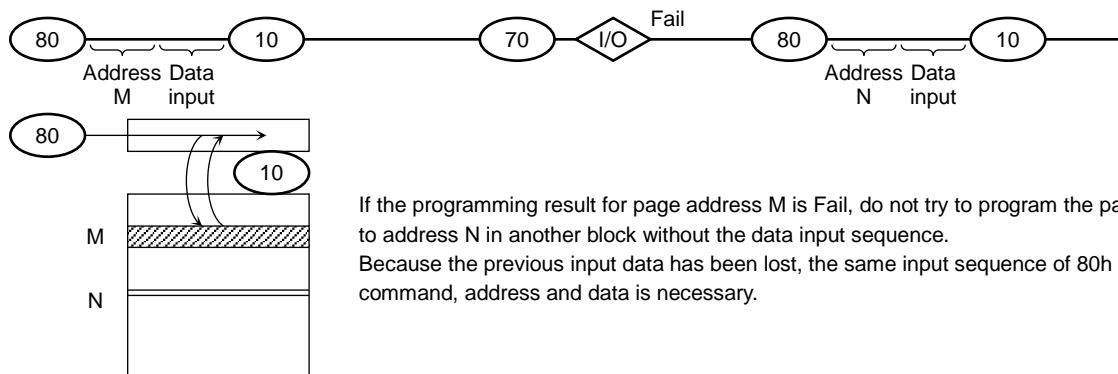 Fail
80 10 70 I/O 80 10
Address Data Address Data
M input N input
80
10
If the programming result for page address M is Fail, do not try to program the
M to address N in another block without the data input sequence.
Because the previous input data has been lost, the same input sequence of 80h
N command, address and data is necessary.